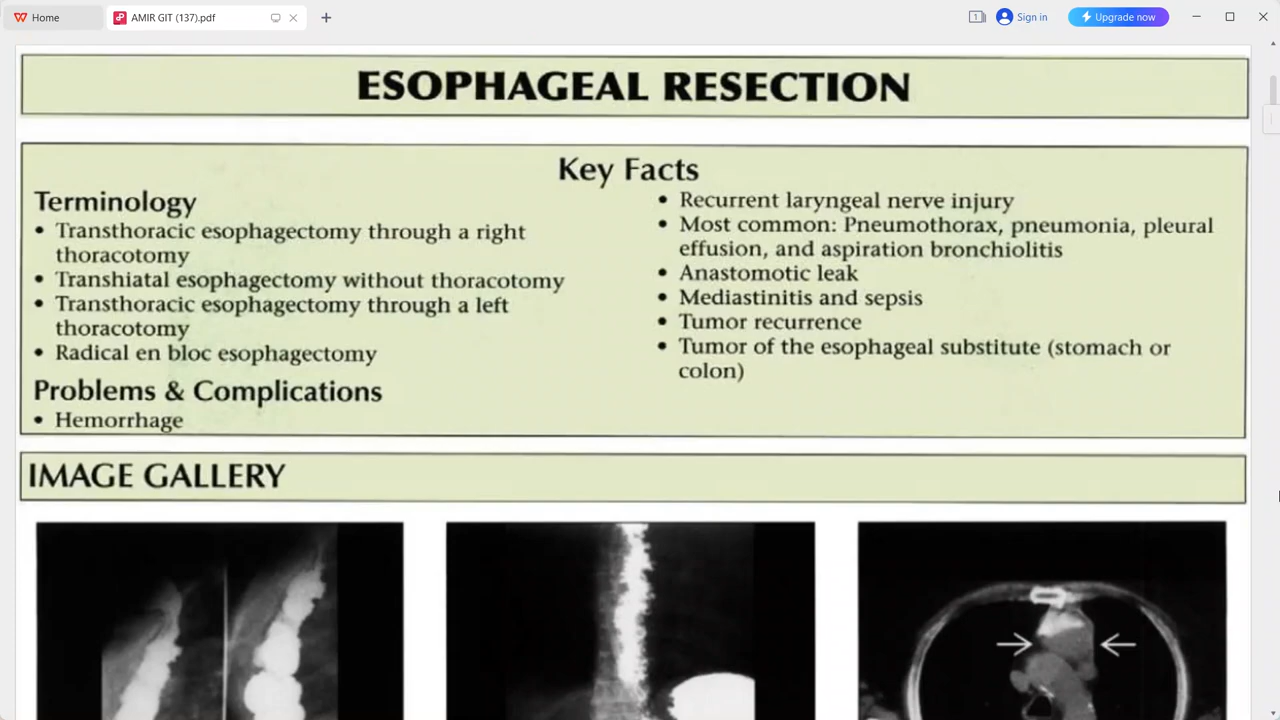 Home
AMIR GIT (137).pdf
1
Sign in
Upgrade now
ESOPHAGEAL RESECTION
Key Facts
Terminology
• Transthoracic esophagectomy through a right
thoracotomy
• Transhiatal esophagectomy without thoracotomy
• Transthoracic esophagectomy through a left
thoracotomy
• Radical en bloc esophagectomy
Problems & Complications
• Hemorrhage
• Recurrent laryngeal nerve injury
• Most common: Pneumothorax, pneumonia, pleural
effusion, and aspiration bronchiolitis
• Anastomotic leak
• Mediastinitis and sepsis
• Tumor recurrence
• Tumor of the esophageal substitute (stomach or
colon)
IMAGE GALLERY